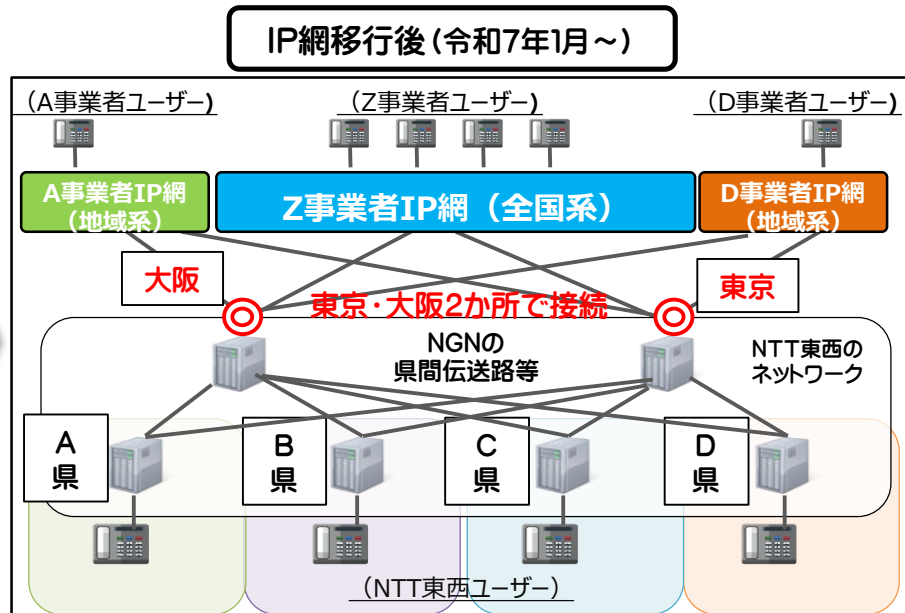 IP網移行後(令和7年1月~)
(A事業者ユーザー)
(Z事業者ユーザー)
(D事業者ユーザー)
A事業者IP網
(地域系)
Z事業者IP網(全国系)
D事業者IP網
(地域系)
大阪
東京
東京・大阪2か所で接続
NGNの
県間伝送路等
NTT東西の
ネットワーク
A
県
B
県
C
県
D
県
(NTT東西ユーザー)